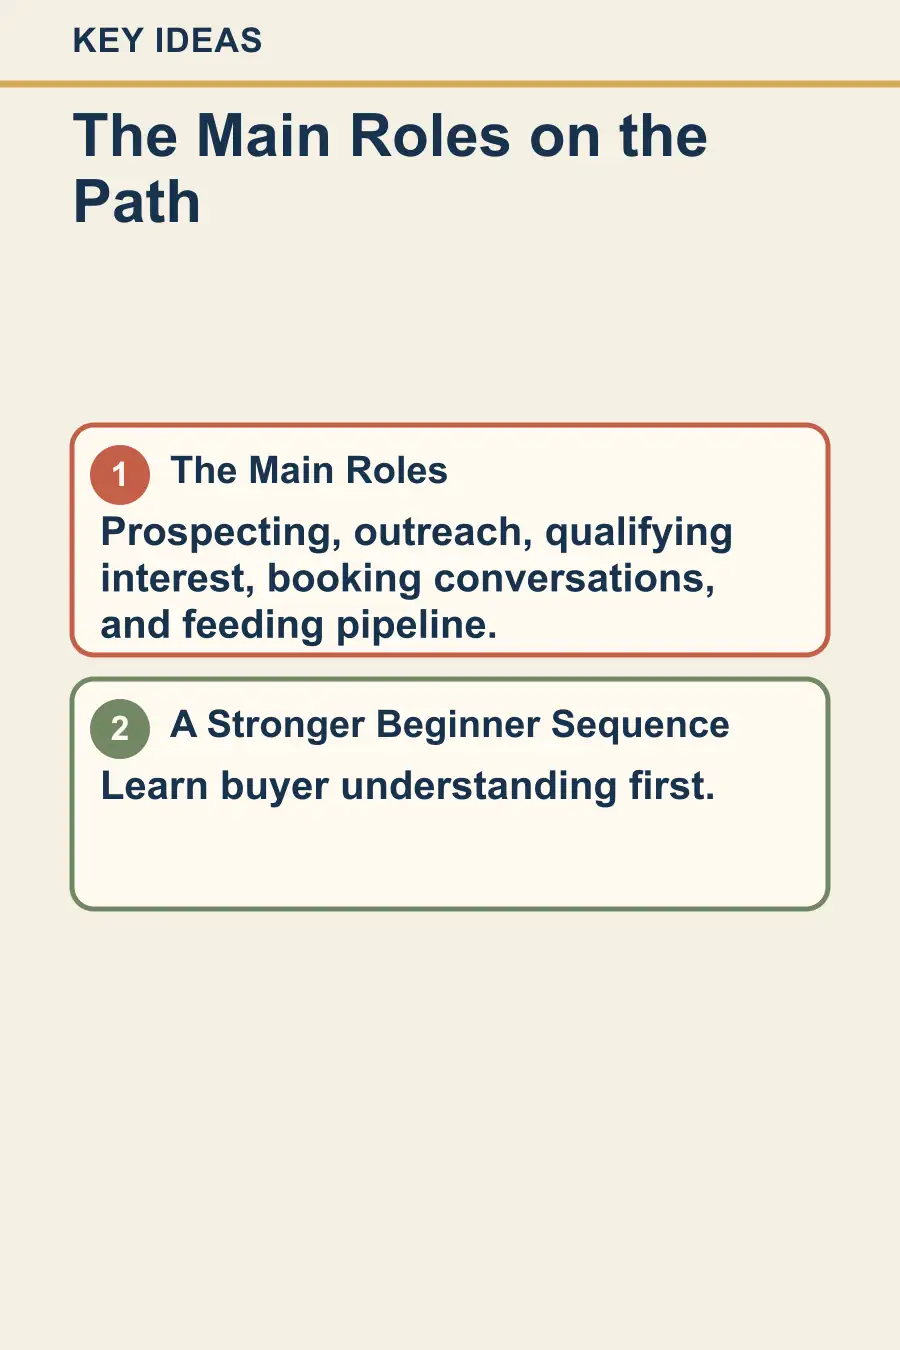 KEY IDEAS
The Main Roles on the
Path
1 The Main Roles
Prospecting, outreach, qualifying
interest, booking conversations,
and feeding pipeline.
2 A Stronger Beginner Sequence
Learn buyer understanding first.